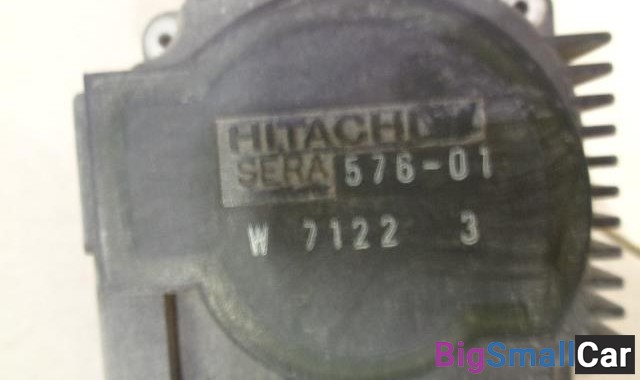 HITACHI
SERA 576-01
W 7122 3
BigSmallCar